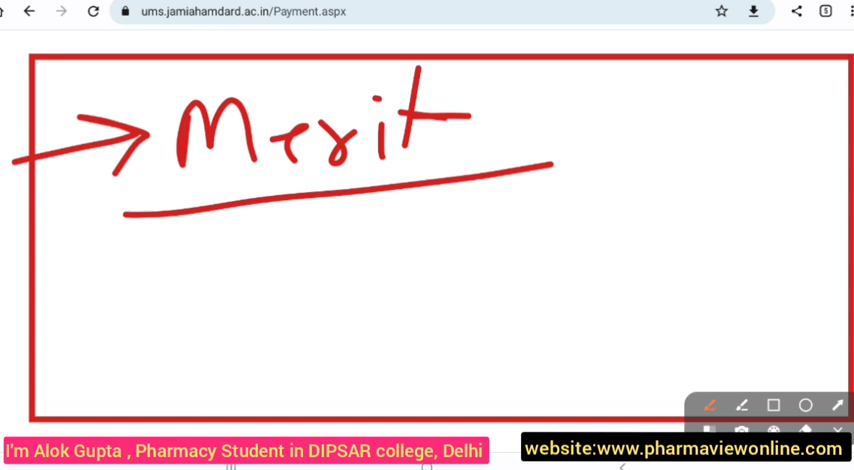 ums.jamiahamdard.ac.in/Payment.aspx
5
Merit
I'm Alok Gupta , Pharmacy Student in DIPSAR college, Delhi
website:www.pharmaviewonline.com